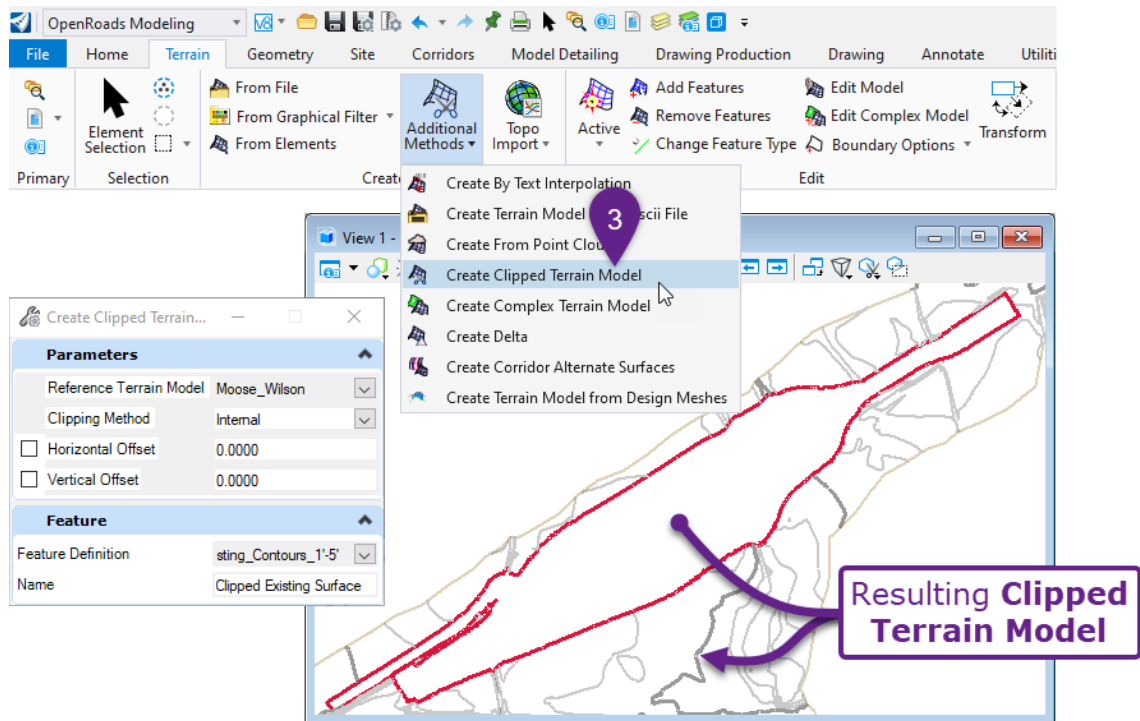 OpenRoads Modeling
File Home Terrain Geometry Site Corridors Model Detailing Drawing Production Drawing Annotate Utiliti
Element
Selection
From File
From Graphical Filter
From Elements
Additional
Methods
Topo
Import
Active
Add Features
Remove Features
Change Feature Type
Edit Model
Edit Complex Model
Boundary Options
Transform
Primary Selection Creat Edit
Create By Text Interpolation
Create Terrain Model scii File
Create From Point Clou
Create Clipped Terrain Model
Create Complex Terrain Model
Create Delta
Create Corridor Alternate Surfaces
Create Terrain Model from Design Meshes
3
View 1 -
Create Clipped Terrain...
Parameters
Reference Terrain Model Moose_Wilson
Clipping Method Internal
Horizontal Offset 0.0000
Vertical Offset 0.0000
Feature
Feature Definition sting_Contours_1'-5'
Name Clipped Existing Surface
Resulting Clipped
Terrain Model